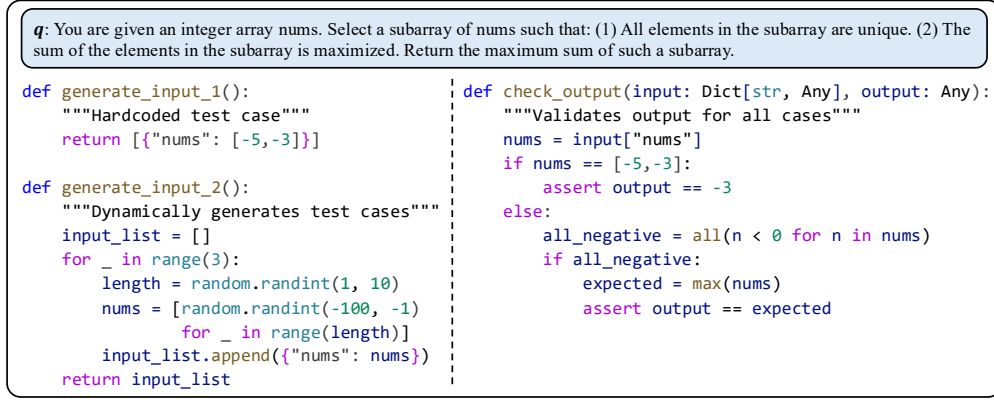 q: You are given an integer array nums. Select a subarray of nums such that: (1) All elements in the subarray are unique. (2) The
sum of the elements in the subarray is maximized. Return the maximum sum of such a subarray.
def generate_input_1():
    """Hardcoded test case"""
    return [{"nums": [-5,-3]}]
def generate_input_2():
    """Dynamically generates test cases"""
    input_list = []
    for _ in range(3):
        length = random.randint(1, 10)
        nums = [random.randint(-100, -1)
                for _ in range(length)]
        input_list.append({"nums": nums})
    return input_list
def check_output(input: Dict[str, Any], output: Any):
    """Validates output for all cases"""
    nums = input["nums"]
    if nums == [-5,-3]:
        assert output == -3
    else:
        all_negative = all(n < 0 for n in nums)
        if all_negative:
            expected = max(nums)
            assert output == expected